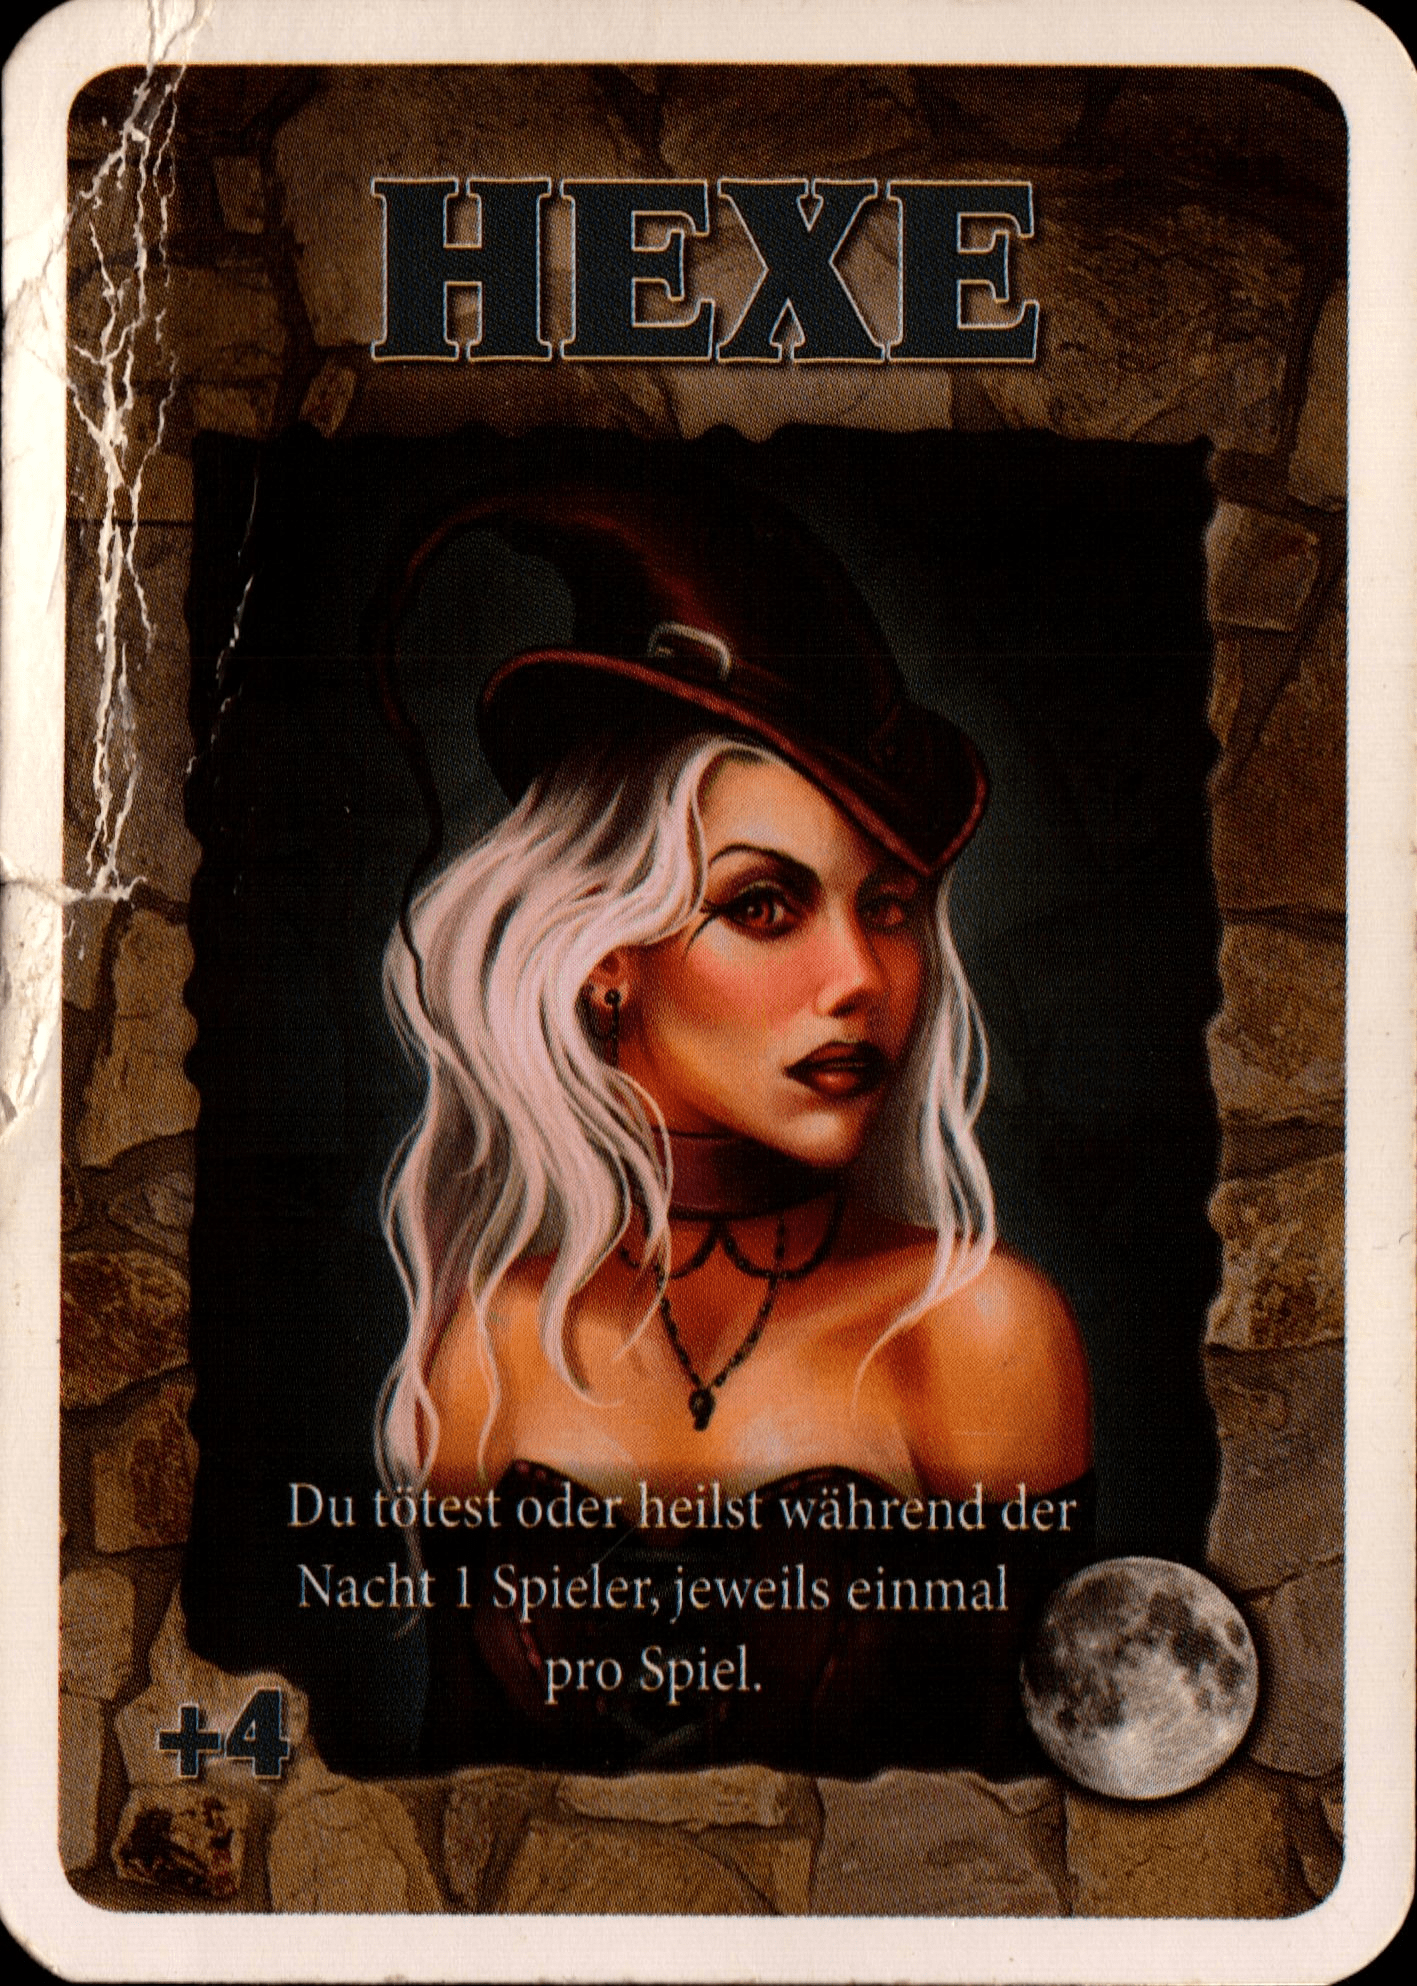 HEXE
Du tötest oder heilst während der
Nacht 1 Spieler, jeweils einmal
pro Spiel.
+4